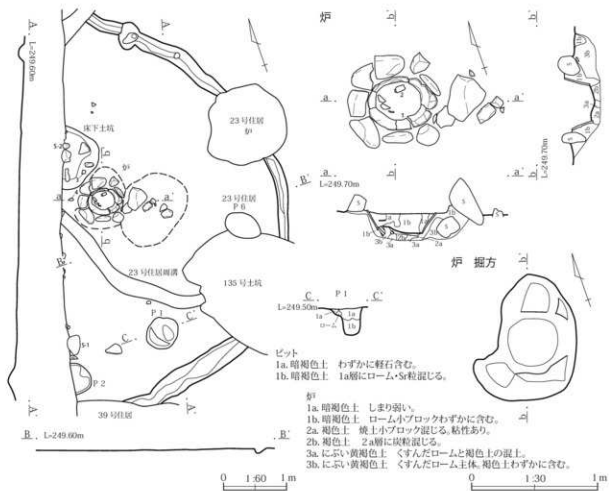 A
A'
L=249.60m
23号住居
炉
床下土坑
S-2
b
炉
a
a'
b
B'
23号住居
P 6
B
23号住居周溝
135号土坑
P 1
C
C'
S-1
P 2
A
A'
39号住居
B
L=249.60m
B'
0
1:60
1m
炉
b
a
a'
b'
L=249.70m
a
a'
L=249.70m
炉 掘方
b
b'
C
P 1
C'
L=249.50m
1a
1a
ローム
1b
ピット
1a. 暗褐色土 わずかに軽石含む。
1b. 暗褐色土 1a層にローム・Sr粒混じる。
炉
1a. 暗褐色土 しまり弱い。
1b. 暗褐色土 ローム小ブロックわずかに含む。
2a. 褐色土 焼土小ブロック混じる。粘性あり。
2b. 褐色土 2a層に炭粒混じる。
3a. にぶい黄褐色土 くすんだロームと褐色土の混土。
3b. にぶい黄褐色土 くすんだローム主体。褐色土わずかに含む。
0
1:30
1m